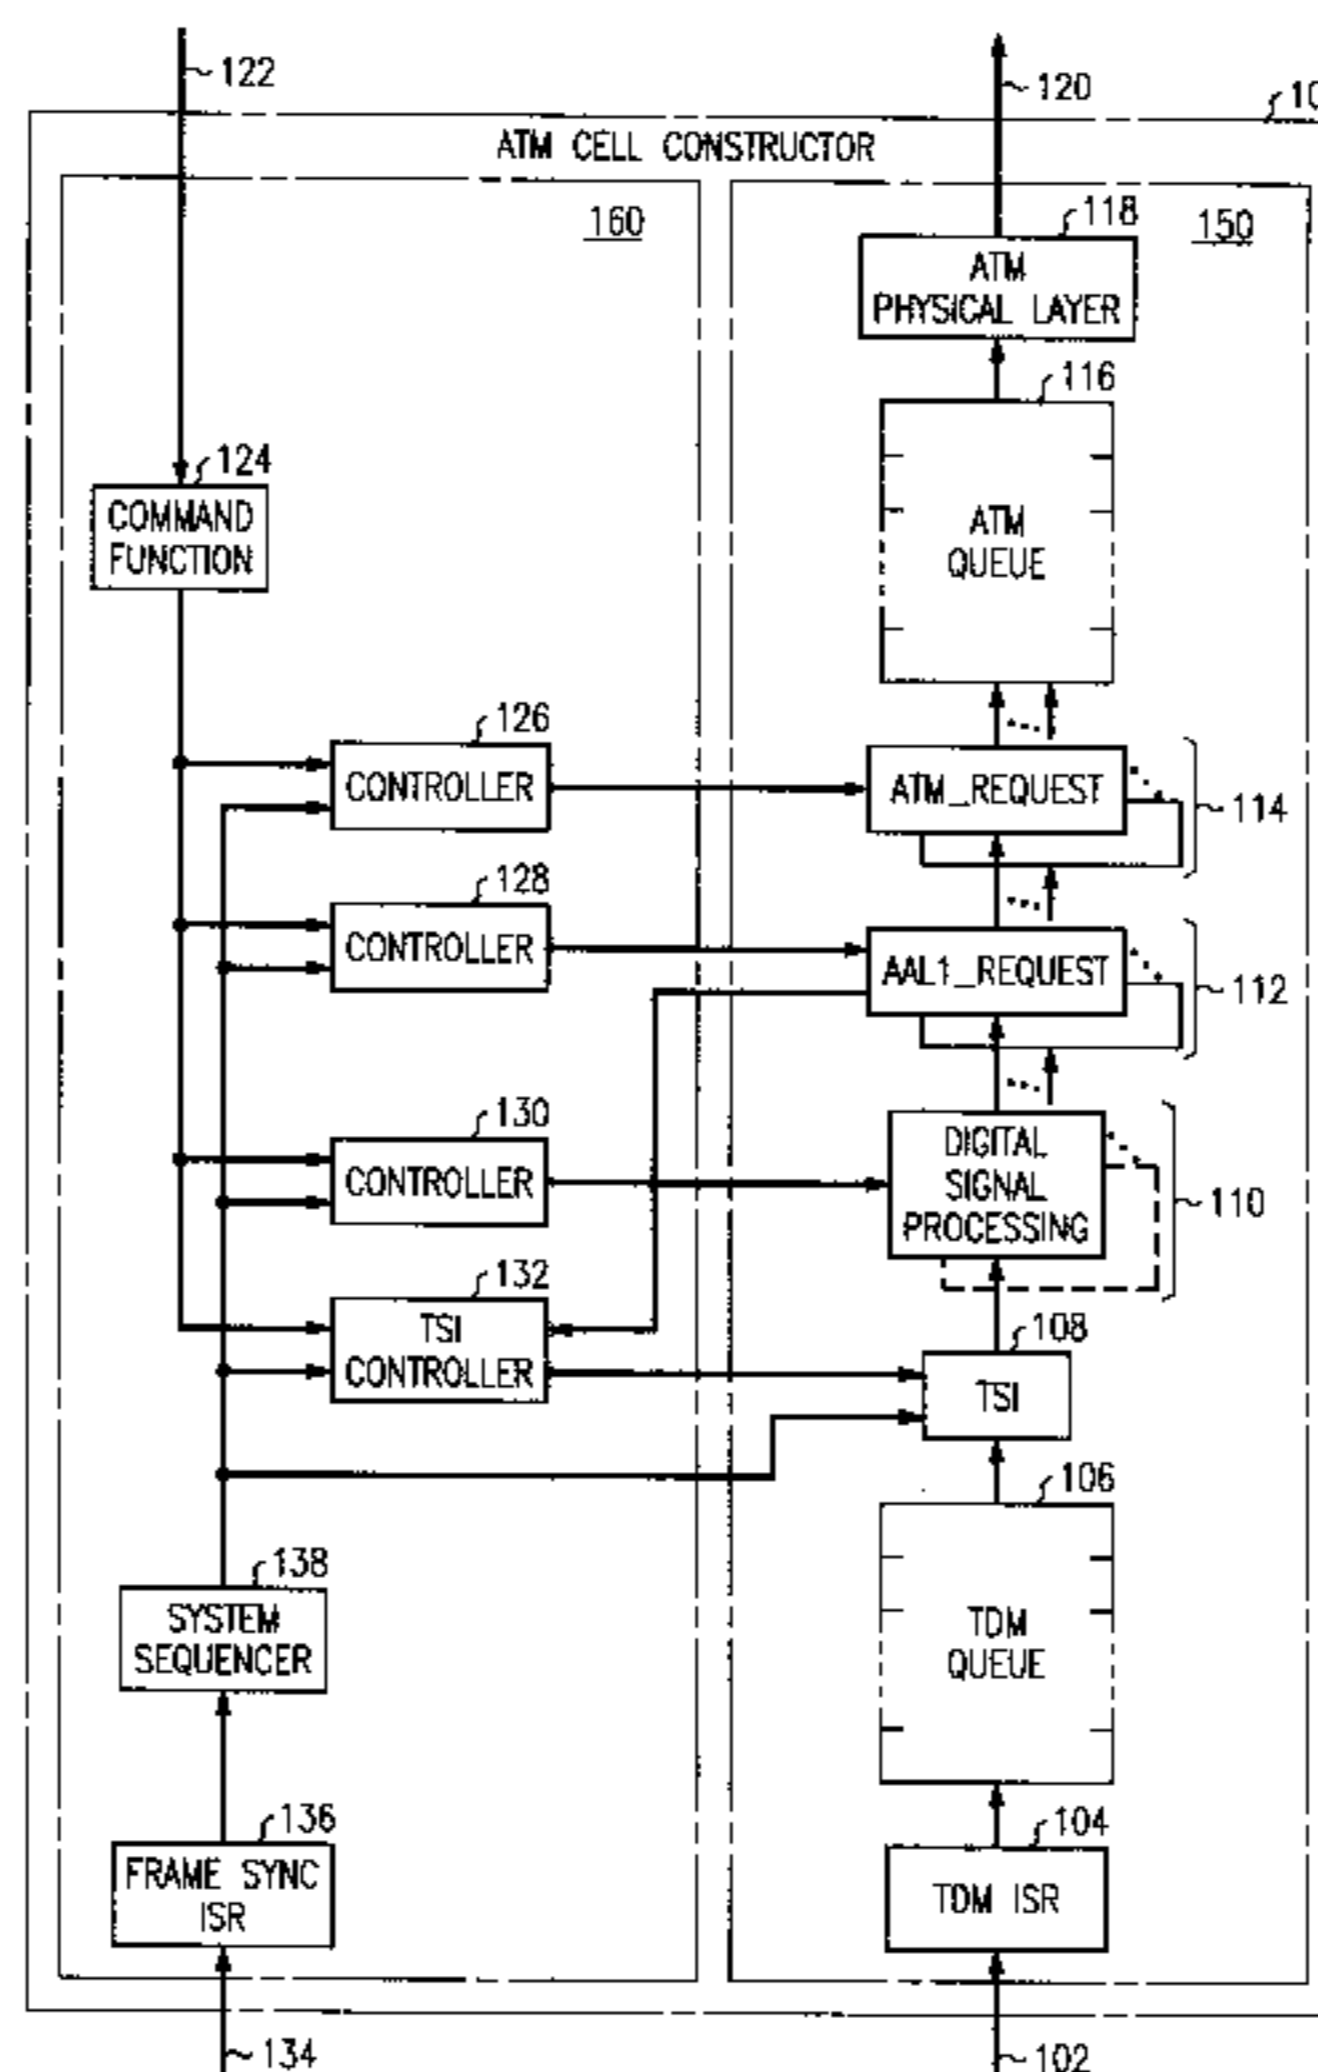 122
120
ATM CELL CONSTRUCTOR
160
150
118
ATM
PHYSICAL LAYER
116
ATM
QUEUE
124
COMMAND
FUNCTION
126
CONTROLLER
ATM_REQUEST
114
128
CONTROLLER
AAL1_REQUEST
112
130
CONTROLLER
DIGITAL
SIGNAL
PROCESSING
110
132
TSI
CONTROLLER
108
TSI
106
TDM
QUEUE
138
SYSTEM
SEQUENCER
136
FRAME SYNC
ISR
104
TDM ISR
134
102